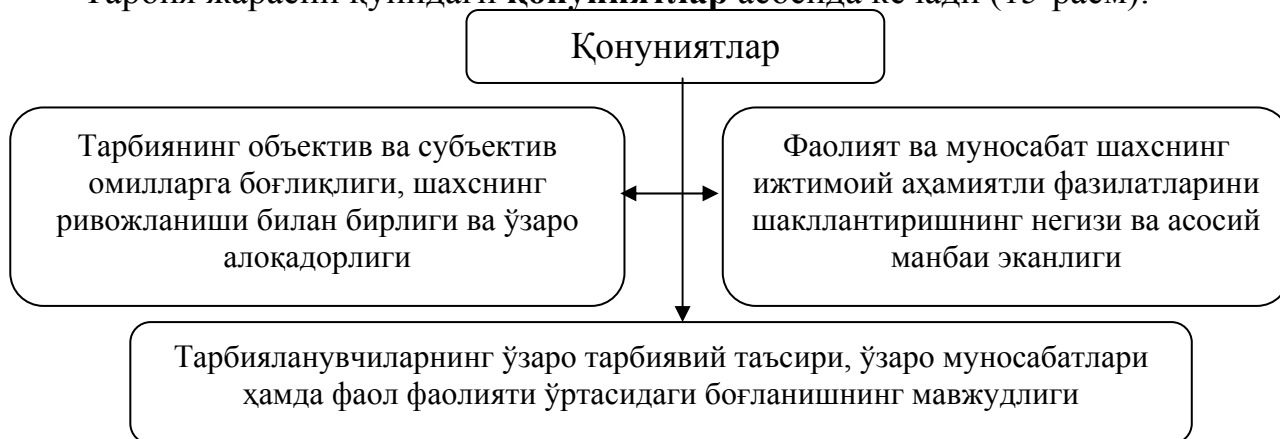 Тарбия жараёни қуйидаги қонуниятлар асосида кечади (15-расм):
Қонуниятлар
Тарбиянинг объектив ва субъектив
омилларга боғлиқлиги, шахснинг
ривожланиши билан бирлиги ва ўзаро
алоқадорлиги
Фаолият ва муносабат шахснинг
ижтимоий аҳамиятли фазилатларини
шакллантиришнинг негизи ва асосий
манбаи эканлиги
Тарбияланувчиларнинг ўзаро тарбиявий таъсири, ўзаро муносабатлари
ҳамда фаол фаолияти ўртасидаги боғланишнинг мавжудлиги